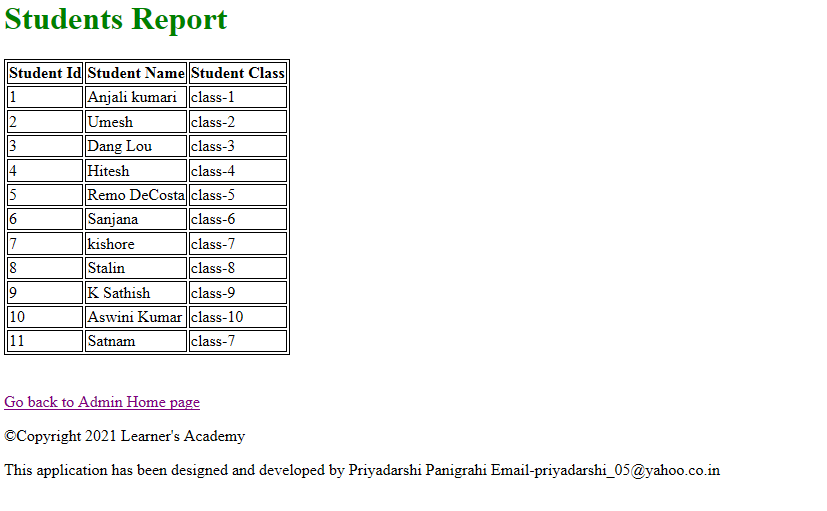 Students Report
Student Id Student Name Student Class
1 Anjali kumari class-1
2 Umesh class-2
3 Dang Lou class-3
4 Hitesh class-4
5 Remo DeCosta class-5
6 Sanjana class-6
7 kishore class-7
8 Stalin class-8
9 K Sathish class-9
10 Aswini Kumar class-10
11 Satnam class-7
Go back to Admin Home page
©Copyright 2021 Learner's Academy
This application has been designed and developed by Priyadarshi Panigrahi Email-priyadarshi_05@yahoo.co.in